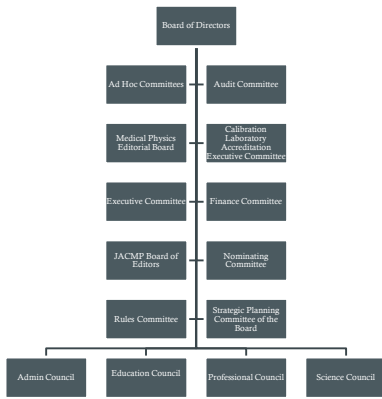 Board of Directors
Ad Hoc Committees
Audit Committee
Medical Physics
Editorial Board
Calibration
Laboratory
Accreditation
Executive Committee
Executive Committee
Finance Committee
JACMP Board of
Editors
Nominating
Committee
Rules Committee
Strategic Planning
Committee of the
Board
Admin Council
Education Council
Professional Council
Science Council